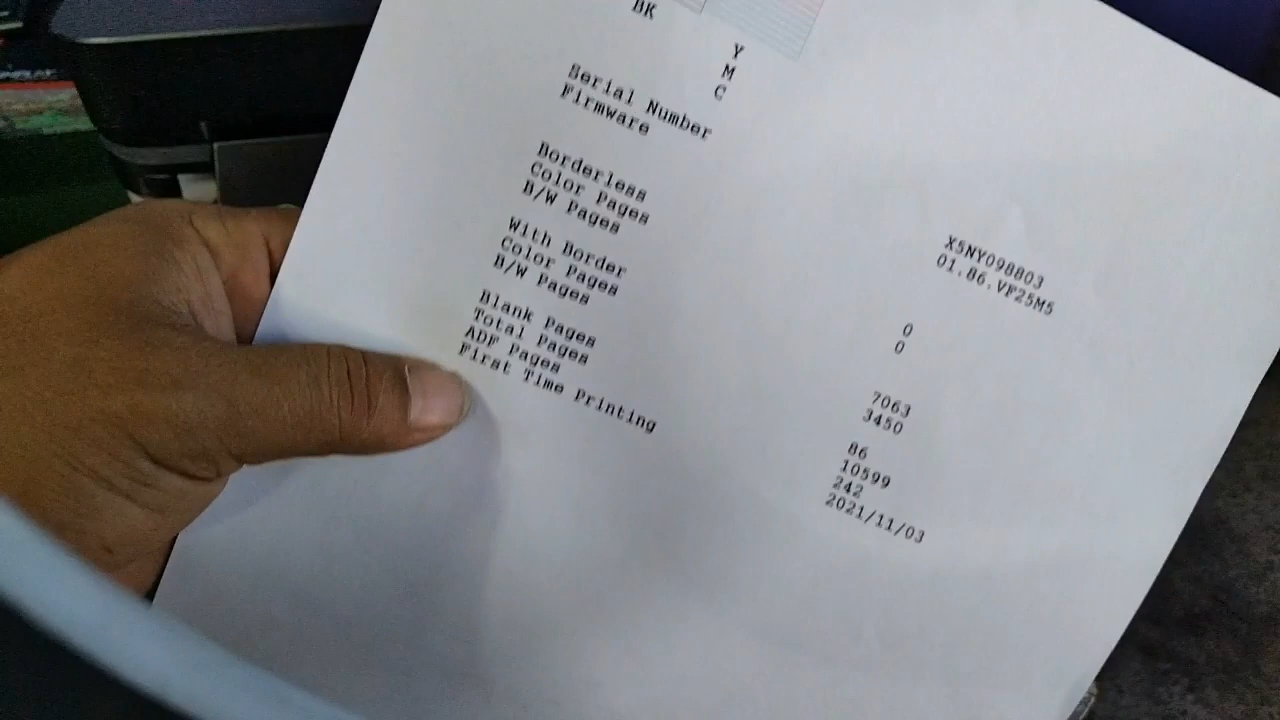 BK
Y
M
C
Serial Number X5NY098803
Firmware 01.86.VF25M5
Borderless
Color Pages 0
B/W Pages 0
With Border
Color Pages 7063
B/W Pages 3450
Blank Pages 86
Total Pages 10599
ADF Pages 242
First Time Printing 2021/11/03